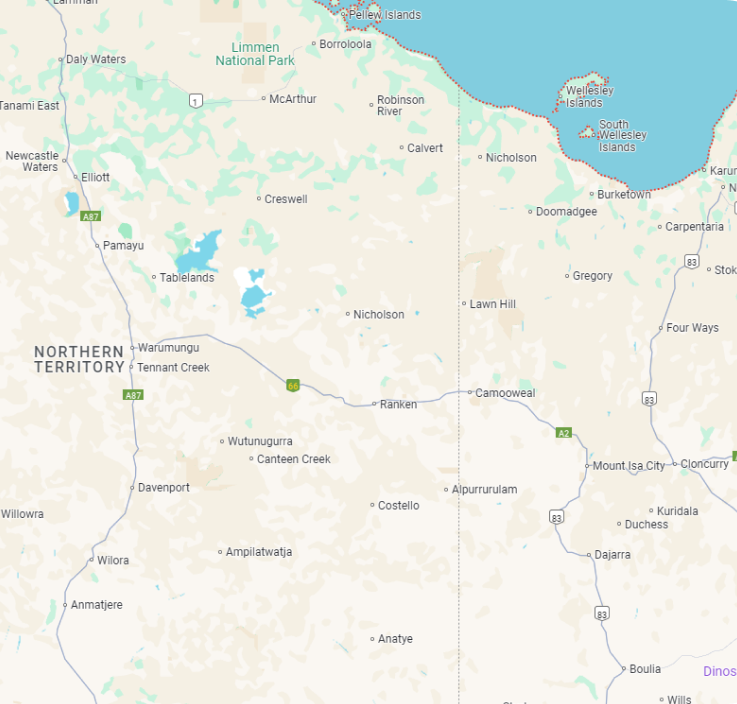 Larrimah
Pellew Islands
Limmen
National Park
Borroloola
Daly Waters
1
McArthur
Robinson
River
Tanami East
Wellesley
Islands
South
Wellesley
Islands
Calvert
Nicholson
Newcastle
Waters
Elliott
Karum
N
Burketown
Creswell
Doomadgee
A87
Carpentaria
Pamayu
83
Stok
Tablelands
Gregory
Lawn Hill
Nicholson
Four Ways
NORTHERN
TERRITORY
Warumungu
Tennant Creek
66
A87
Camooweal
83
Ranken
A2
Wutunugurra
Canteen Creek
Mount Isa City
Cloncurry
Davenport
Alpurrurulam
Costello
Willowra
83
Kuridala
Duchess
Ampilatwatja
Dajarra
Wilora
Anmatjere
83
Anatye
Boulia
Dinos
Wills